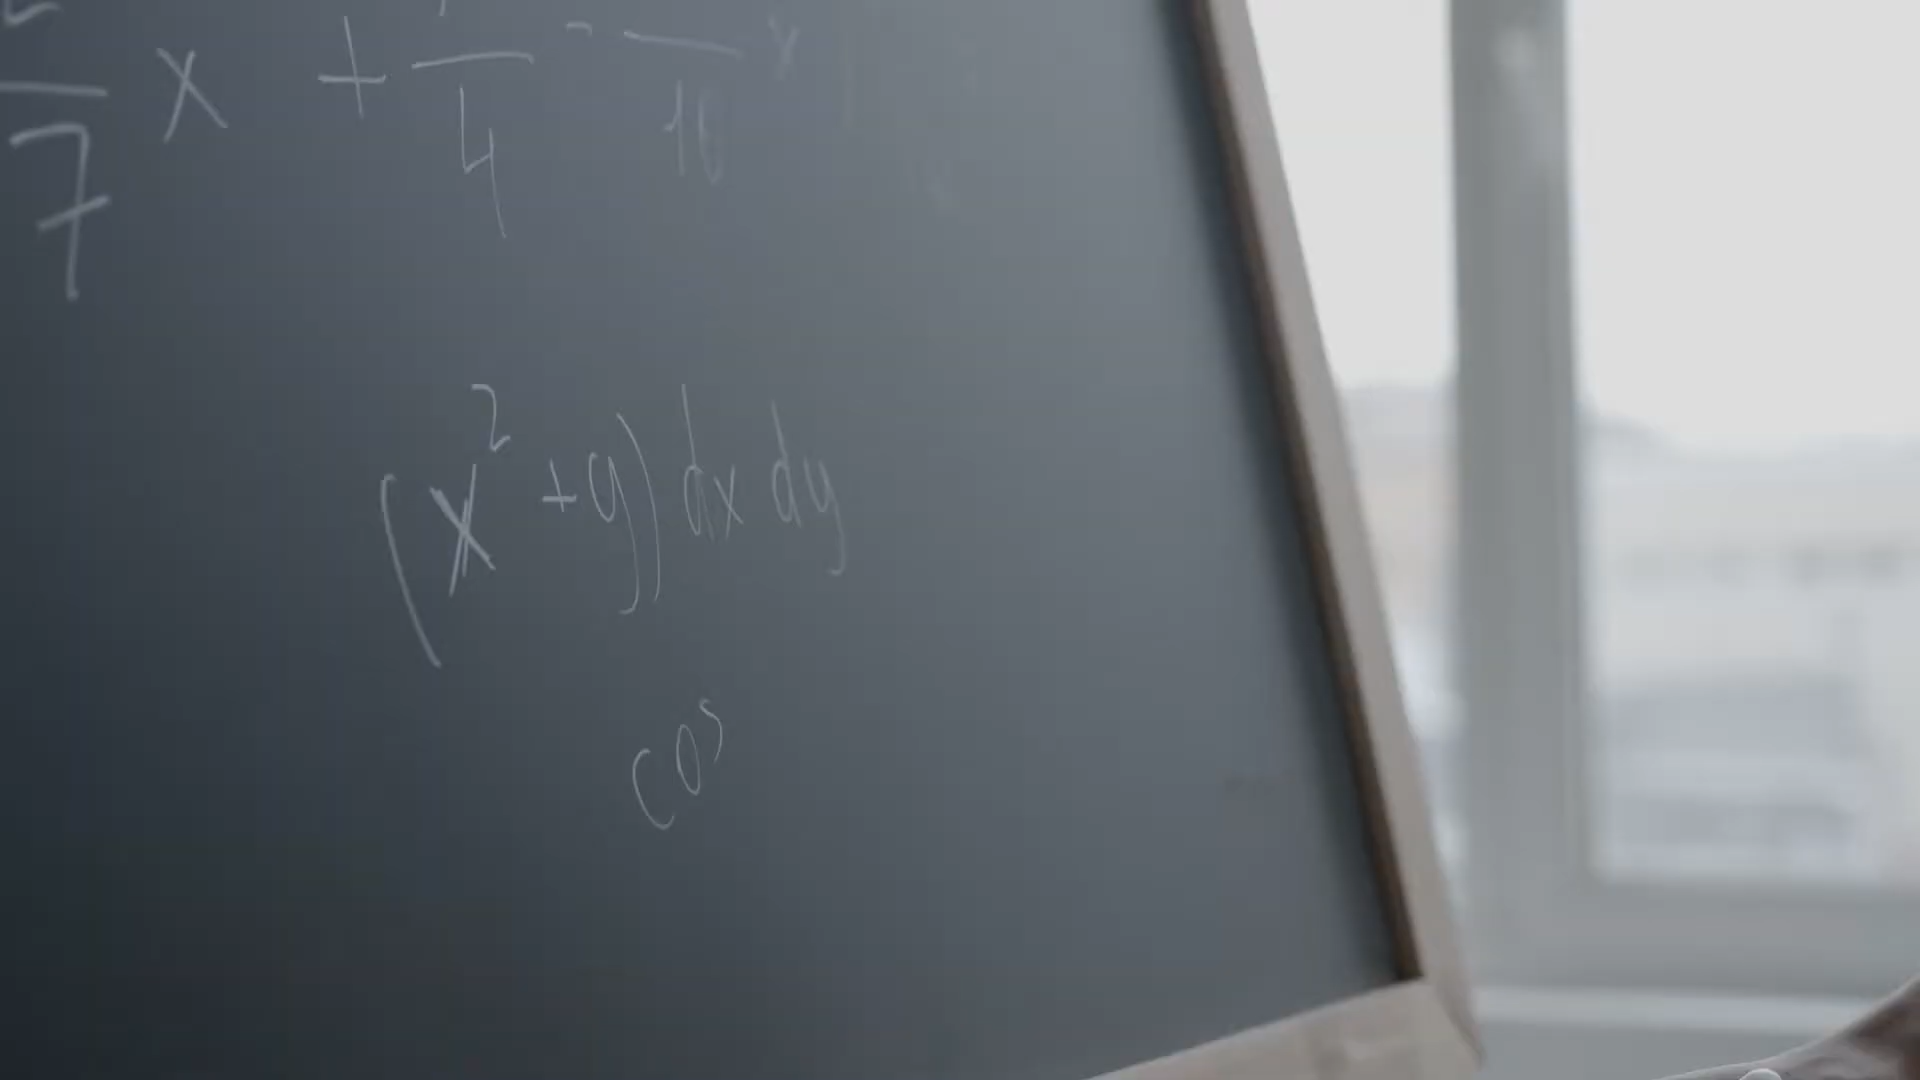 7 x + 4 - 10 x
(x² + y) dx dy
cos